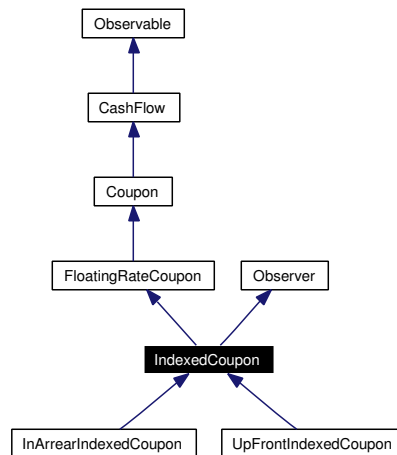 Observable
CashFlow
Coupon
FloatingRateCoupon
Observer
IndexedCoupon
InArrearIndexedCoupon
UpFrontIndexedCoupon